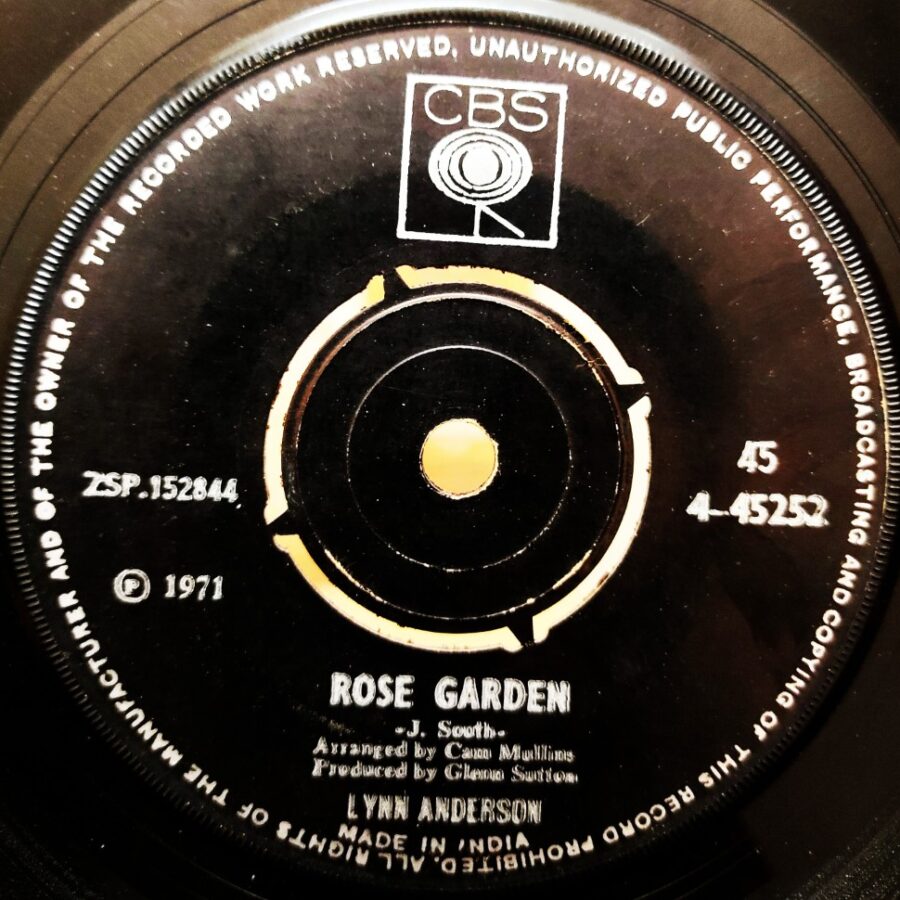 ALL RIGHTS OF THE MANUFACTURER AND OF THE OWNER OF THE RECORDED WORK RESERVED. UNAUTHORIZED PUBLIC PERFORMANCE, BROADCASTING AND COPYING OF THIS RECORD PROHIBITED.
CBS
ZSP.152844
45
4-45252
Ⓟ 1971
ROSE GARDEN
-J. South-
Arranged by Cam Mullins
Produced by Glenn Sutton
LYNN ANDERSON
MADE IN INDIA